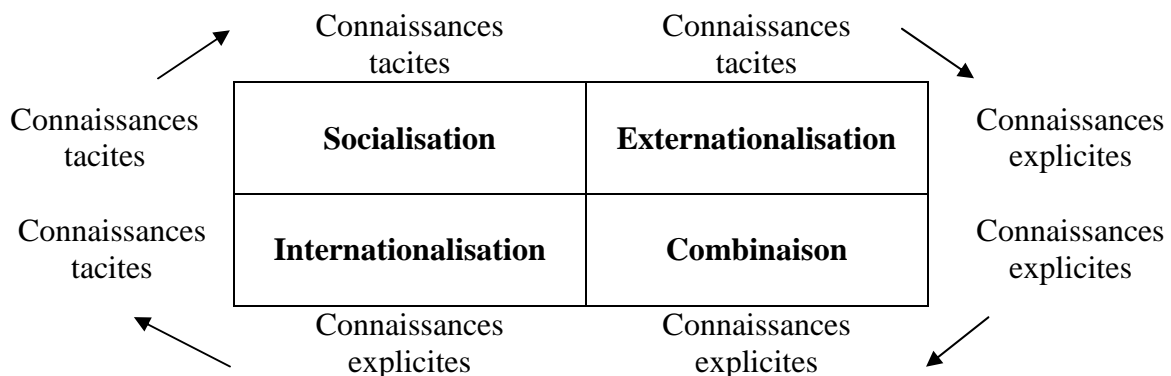 Connaissances
tacites
Connaissances
tacites
Connaissances
tacites
Socialisation
Externationalisation
Connaissances
explicites
Connaissances
tacites
Internationalisation
Combinaison
Connaissances
explicites
Connaissances
explicites
Connaissances
explicites